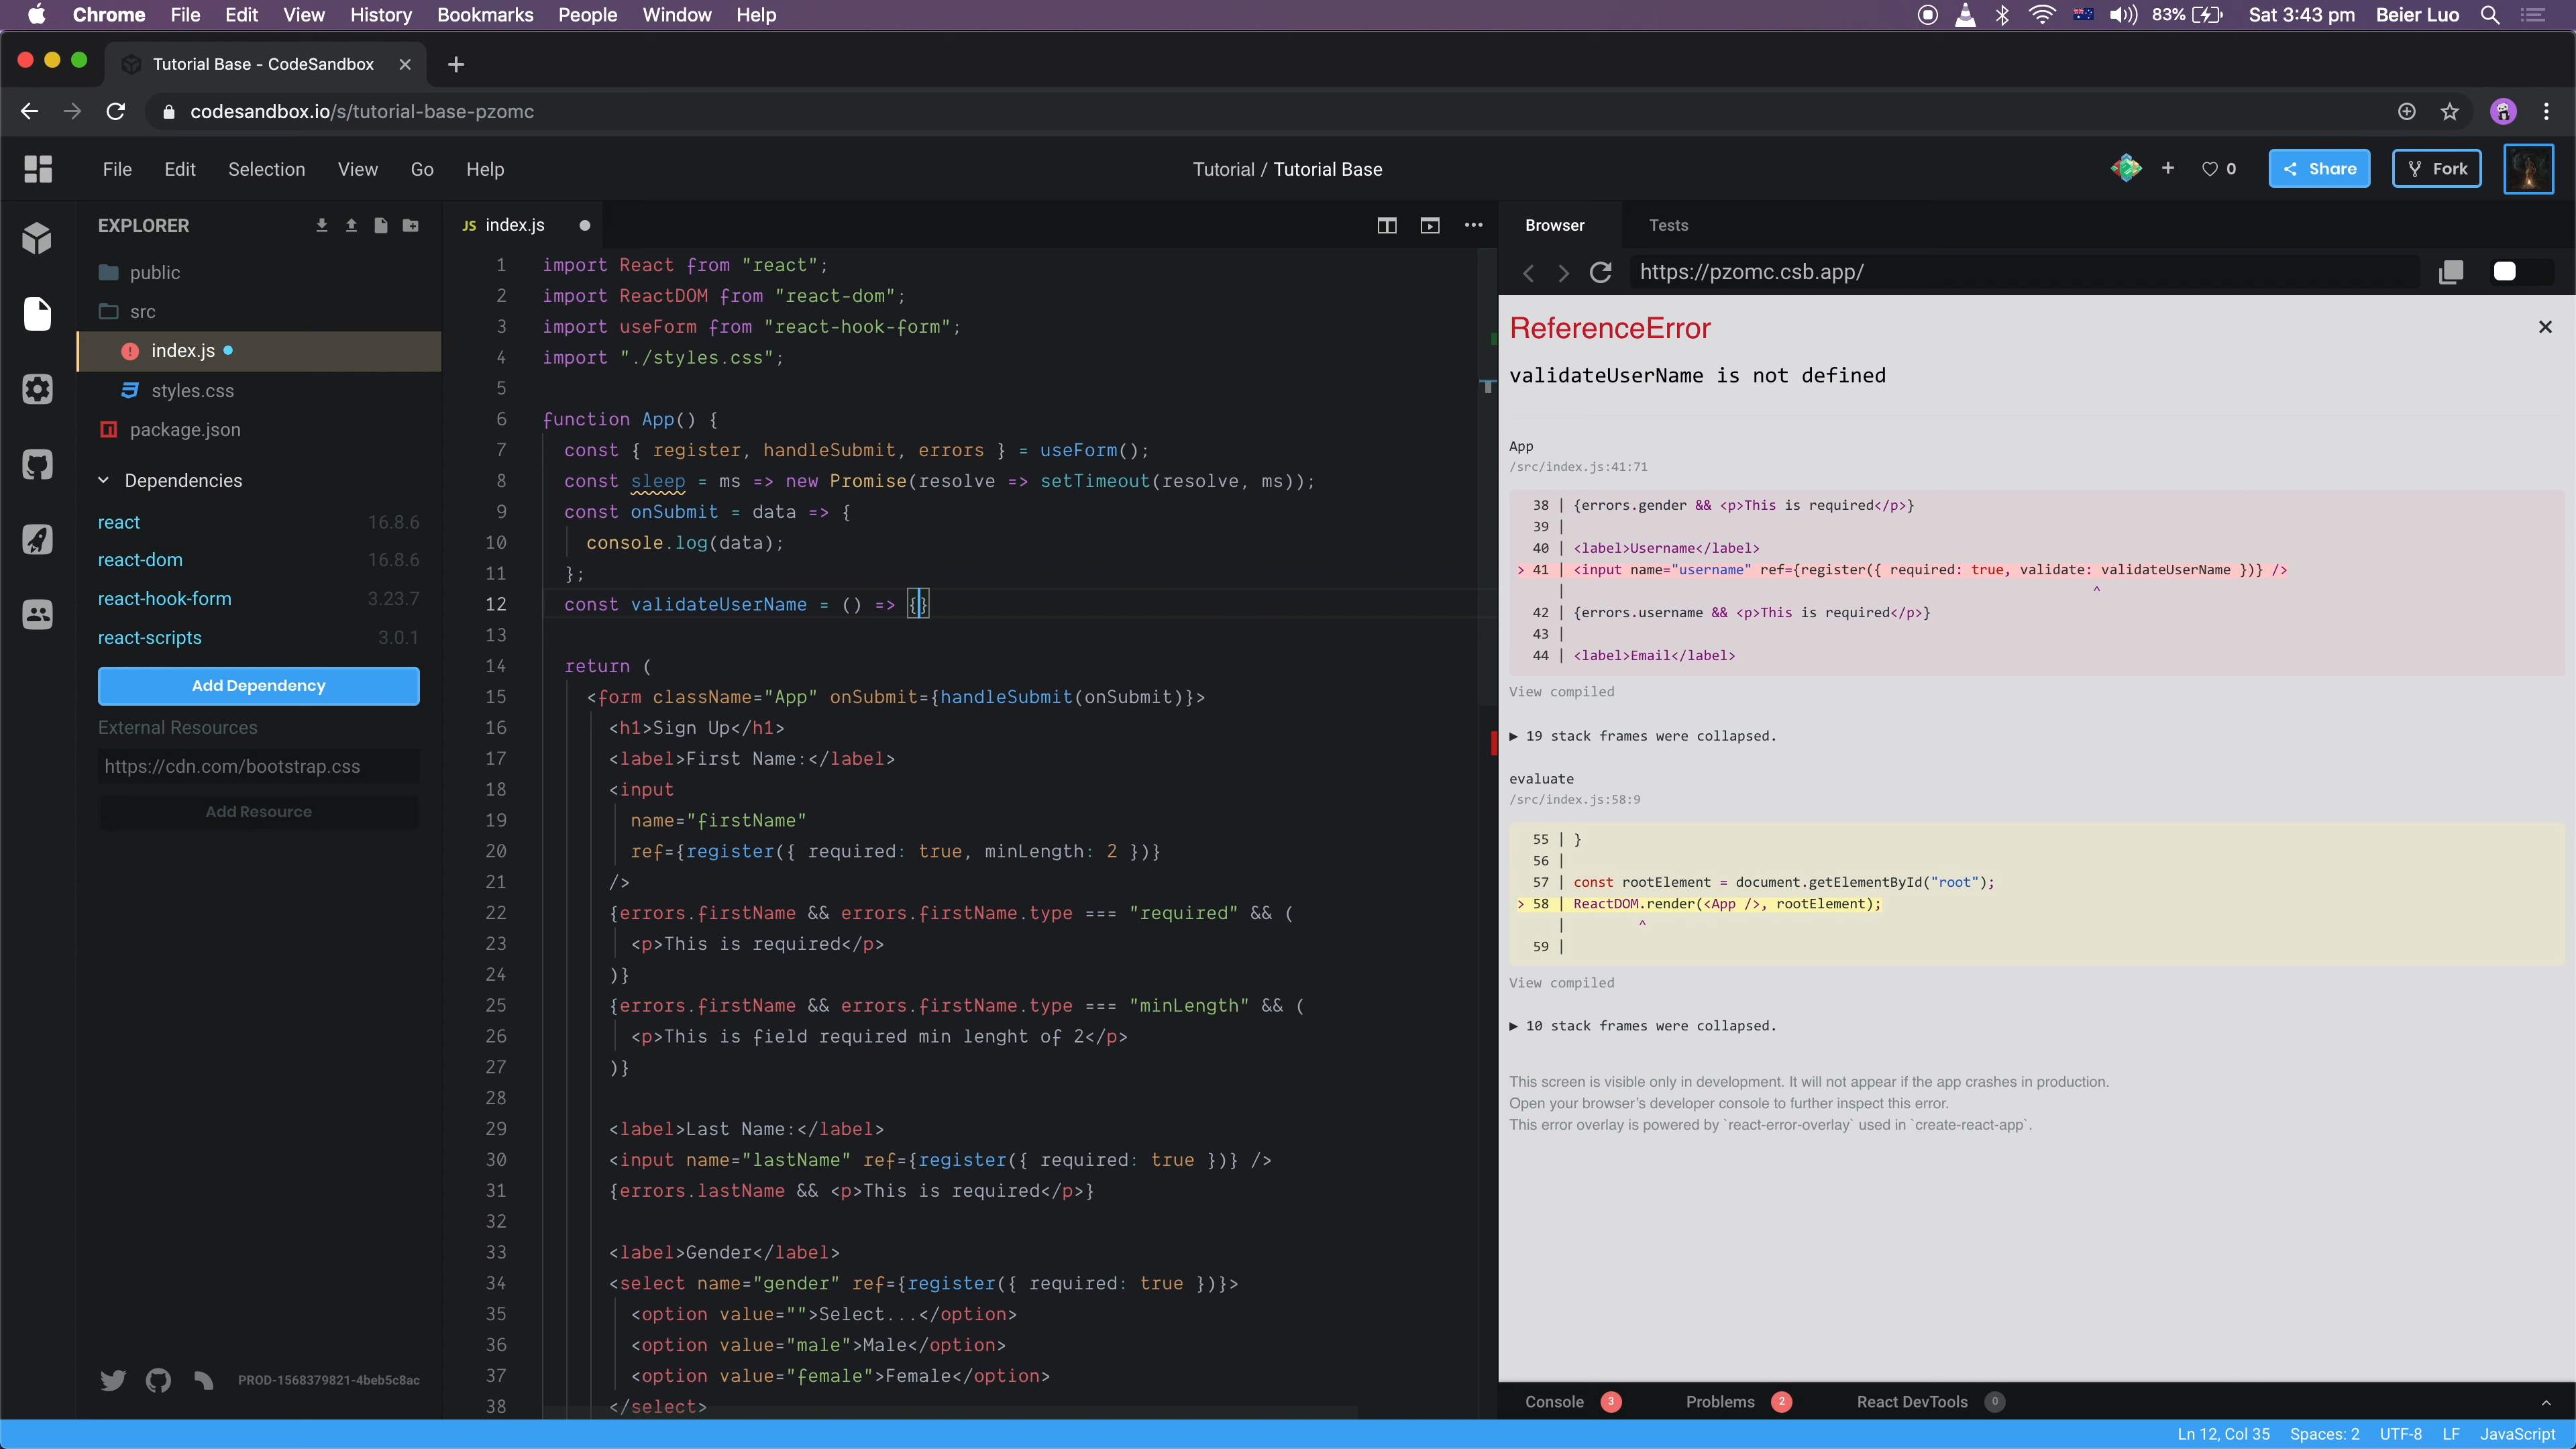 Chrome File Edit View History Bookmarks People Window Help 83% Sat 3:43 pm Beier Luo
Tutorial Base - CodeSandbox
codesandbox.io/s/tutorial-base-pzomc
File Edit Selection View Go Help Tutorial / Tutorial Base 0 Share Fork
EXPLORER
public
src
index.js
styles.css
package.json
Dependencies
react 16.8.6
react-dom 16.8.6
react-hook-form 3.23.7
react-scripts 3.0.1
Add Dependency
External Resources
https://cdn.com/bootstrap.css
Add Resource
PROD-1568379821-4beb5c8ac
JS index.js
1 import React from "react";
2 import ReactDOM from "react-dom";
3 import useForm from "react-hook-form";
4 import "./styles.css";
5
6 function App() {
7 const { register, handleSubmit, errors } = useForm();
8 const sleep = ms => new Promise(resolve => setTimeout(resolve, ms));
9 const onSubmit = data => {
10 console.log(data);
11 };
12 const validateUserName = () => {}
13
14 return (
15 <form className="App" onSubmit={handleSubmit(onSubmit)}>
16 <h1>Sign Up</h1>
17 <label>First Name:</label>
18 <input
19 name="firstName"
20 ref={register({ required: true, minLength: 2 })}
21 />
22 {errors.firstName && errors.firstName.type === "required" && (
23 <p>This is required</p>
24 )}
25 {errors.firstName && errors.firstName.type === "minLength" && (
26 <p>This is field required min lenght of 2</p>
27 )}
28
29 <label>Last Name:</label>
30 <input name="lastName" ref={register({ required: true })} />
31 {errors.lastName && <p>This is required</p>}
32
33 <label>Gender</label>
34 <select name="gender" ref={register({ required: true })}>
35 <option value="">Select...</option>
36 <option value="male">Male</option>
37 <option value="female">Female</option>
38 </select>
Browser Tests
https://pzomc.csb.app/
ReferenceError
validateUserName is not defined
App
/src/index.js:41:71
38 | {errors.gender && <p>This is required</p>}
39 |
40 | <label>Username</label>
> 41 | <input name="username" ref={register({ required: true, validate: validateUserName })} />
| ^
42 | {errors.username && <p>This is required</p>}
43 |
44 | <label>Email</label>
View compiled
▶ 19 stack frames were collapsed.
evaluate
/src/index.js:58:9
55 | }
56 |
57 | const rootElement = document.getElementById("root");
> 58 | ReactDOM.render(<App />, rootElement);
| ^
59 |
View compiled
▶ 10 stack frames were collapsed.
This screen is visible only in development. It will not appear if the app crashes in production.
Open your browser's developer console to further inspect this error.
This error overlay is powered by `react-error-overlay` used in `create-react-app`.
Console 3 Problems 2 React DevTools 0
Ln 12, Col 35 Spaces: 2 UTF-8 LF JavaScript